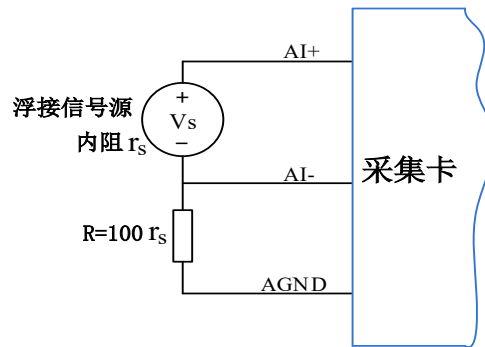 AI+
浮接信号源
+
Vs
−
内阻 rs
采集卡
AI-
R=100 rs
AGND